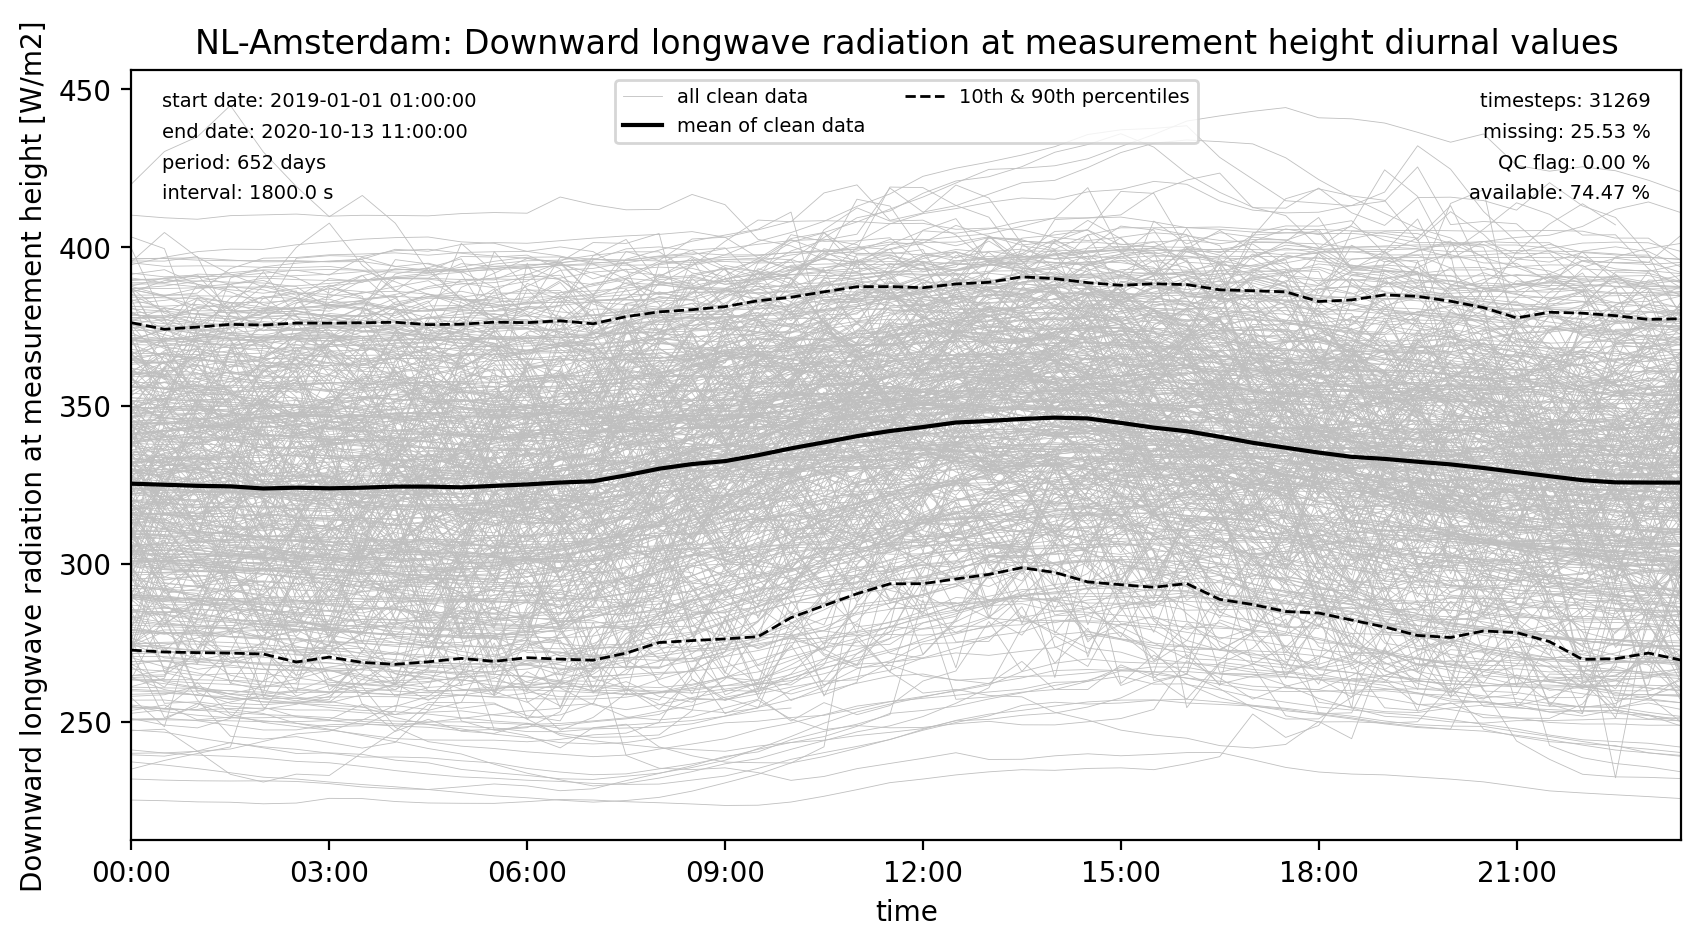 NL-Amsterdam: Downward longwave radiation at measurement height diurnal values
Downward longwave radiation at measurement height [W/m2]
450
400
350
300
250
start date: 2019-01-01 01:00:00
end date: 2020-10-13 11:00:00
period: 652 days
interval: 1800.0 s
all clean data
mean of clean data
10th & 90th percentiles
timesteps: 31269
missing: 25.53 %
QC flag: 0.00 %
available: 74.47 %
00:00 03:00 06:00 09:00 12:00 15:00 18:00 21:00
time